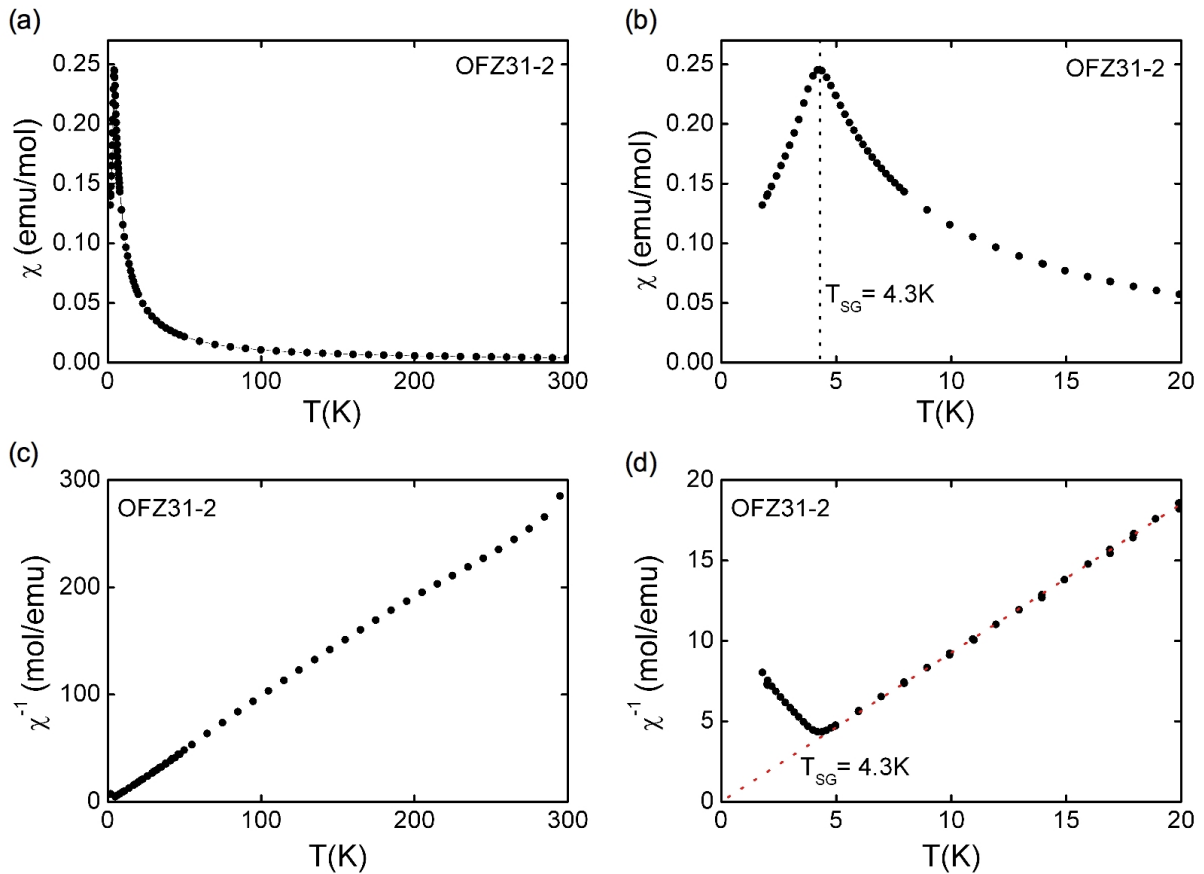 (a)
OFZ31-2
0.25
0.20
0.15
0.10
0.05
0.00
χ (emu/mol)
0 100 200 300
T(K)
(b)
OFZ31-2
0.25
0.20
0.15
0.10
0.05
0.00
χ (emu/mol)
T_SG= 4.3K
0 5 10 15 20
T(K)
(c)
OFZ31-2
300
200
100
0
χ⁻¹ (mol/emu)
0 100 200 300
T(K)
(d)
OFZ31-2
20
15
10
5
0
χ⁻¹ (mol/emu)
T_SG= 4.3K
0 5 10 15 20
T(K)